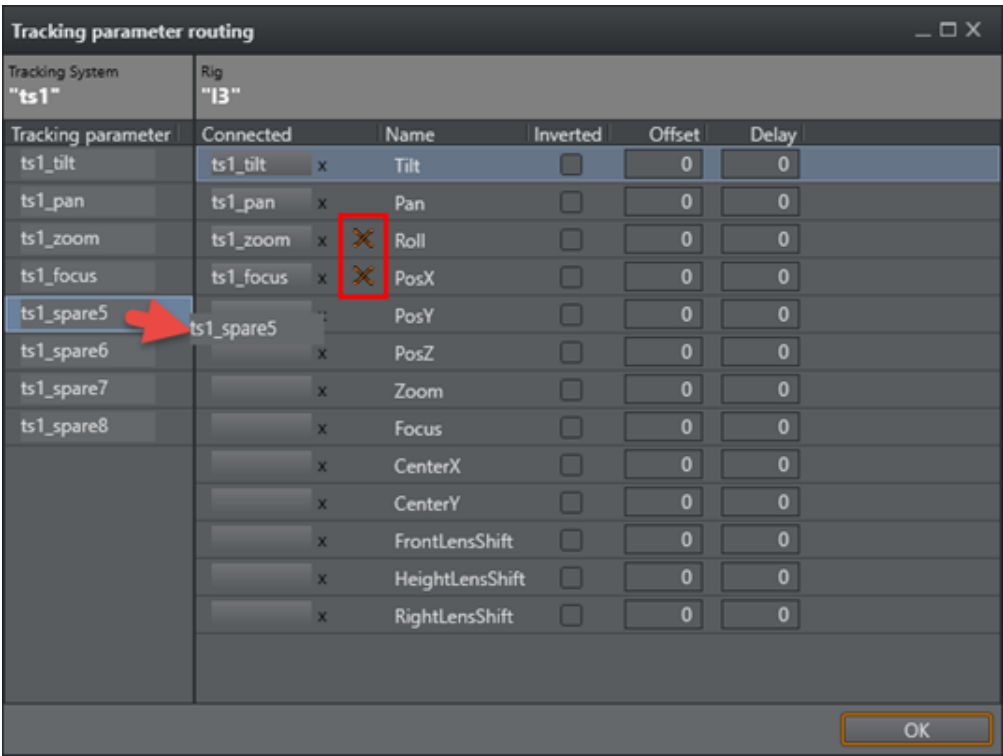 Tracking parameter routing
Tracking System
"ts1"
Rig
"l3"
Tracking parameter Connected Name Inverted Offset Delay
ts1_tilt ts1_tilt x Tilt 0 0
ts1_pan ts1_pan x Pan 0 0
ts1_zoom ts1_zoom x Roll 0 0
ts1_focus ts1_focus x PosX 0 0
ts1_spare5 ts1_spare5 PosY 0 0
ts1_spare6 x PosZ 0 0
ts1_spare7 x Zoom 0 0
ts1_spare8 x Focus 0 0
x CenterX 0 0
x CenterY 0 0
x FrontLensShift 0 0
x HeightLensShift 0 0
x RightLensShift 0 0
OK